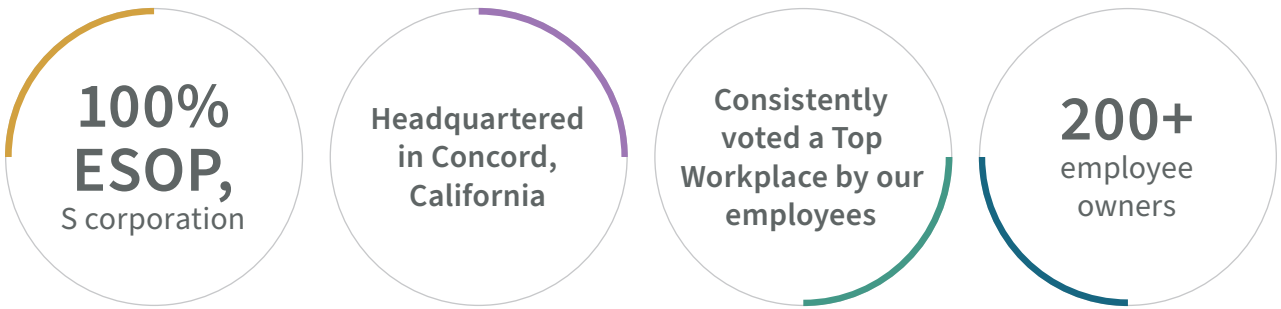 100%
ESOP,
S corporation
Headquartered
in Concord,
California
Consistently
voted a Top
Workplace by our
employees
200+
employee
owners